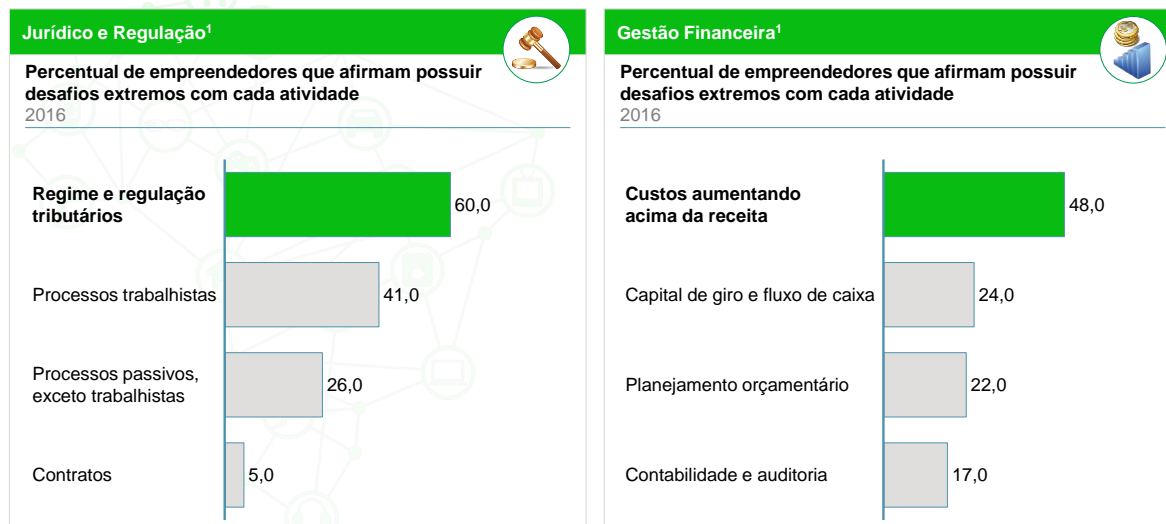 Jurídico e Regulação¹
Percentual de empreendedores que afirmam possuir
desafios extremos com cada atividade
2016
Regime e regulação
tributários
60,0
Processos trabalhistas
41,0
Processos passivos,
exceto trabalhistas
26,0
Contratos
5,0
Gestão Financeira¹
Percentual de empreendedores que afirmam possuir
desafios extremos com cada atividade
2016
Custos aumentando
acima da receita
48,0
Capital de giro e fluxo de caixa
24,0
Planejamento orçamentário
22,0
Contabilidade e auditoria
17,0